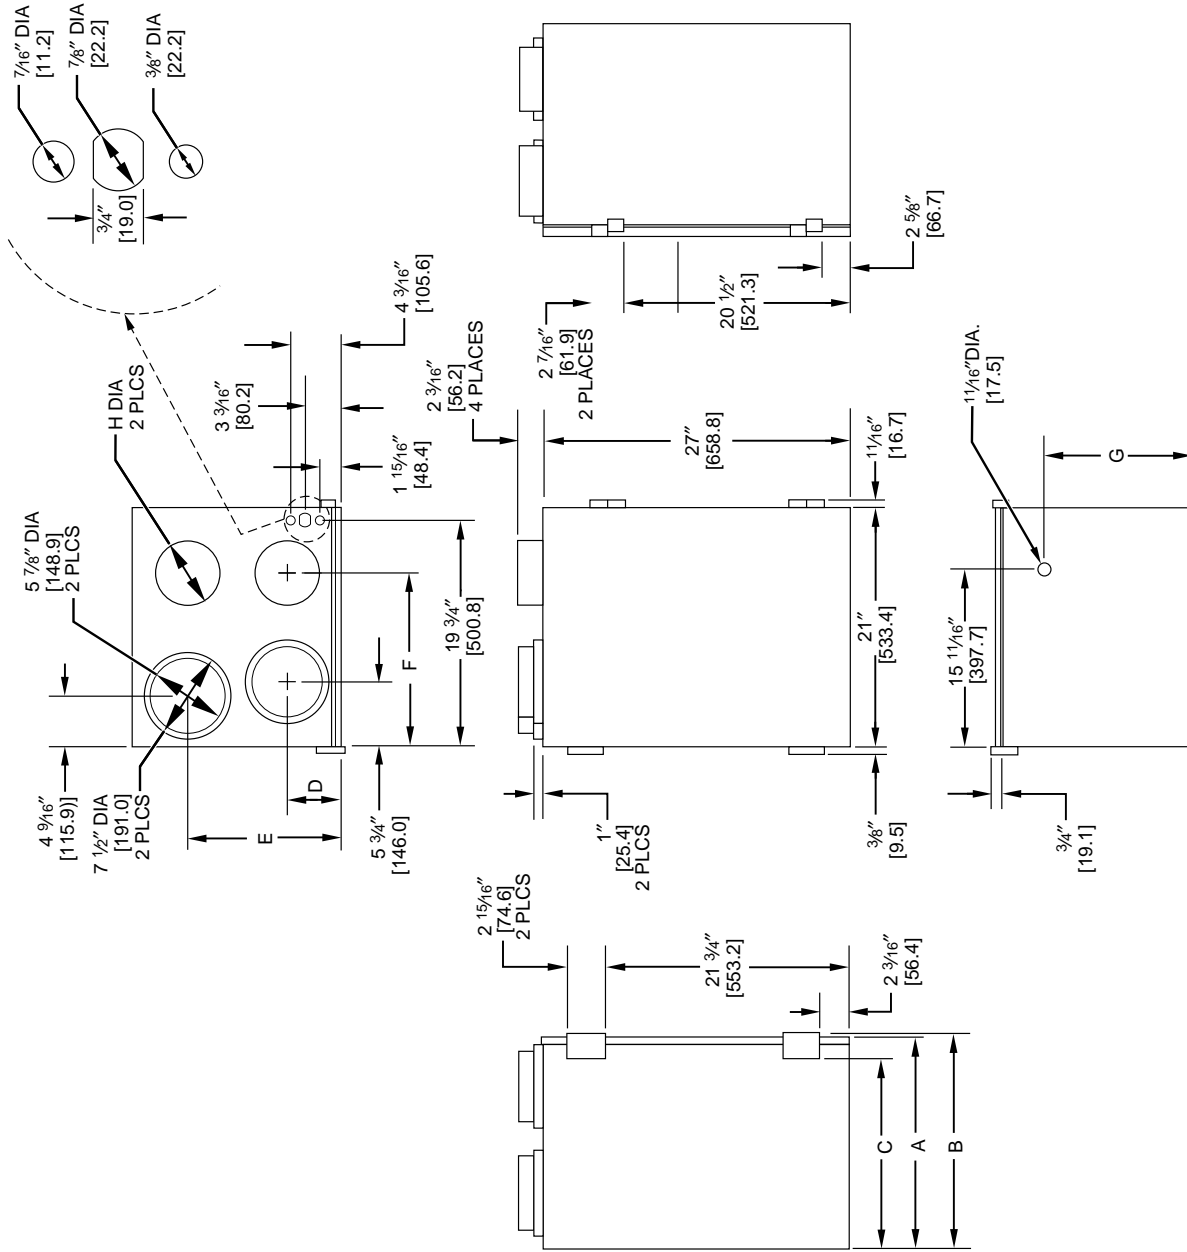 7/16″ DIA
[11.2]
7/8″ DIA
[22.2]
3/8″ DIA
[22.2]
3/4″
[19.0]
H DIA
2 PLCS
5 7/8″ DIA
[148.9]
2 PLCS
4 9/16″
[115.9)]
7 1/2″ DIA
[191.0]
2 PLCS
E
D
F
5 3/4″
[146.0]
19 3/4″
[500.8]
3 3/16″
[80.2]
4 3/16″
[105.6]
1 15/16″
[48.4]
2 3/16″
[56.2]
4 PLACES
2 7/16″
[61.9]
2 PLACES
20 1/2″
[521.3]
2 5/8″
[66.7]
27″
[658.8]
11/16″
[16.7]
21″
[533.4]
1″
[25.4]
2 PLCS
3/8″
[9.5]
11/16″DIA.
[17.5]
15 11/16″
[397.7]
G
3/4″
[19.1]
2 15/16″
[74.6]
2 PLCS
21 3/4″
[553.2]
2 3/16″
[56.4]
C
A
B